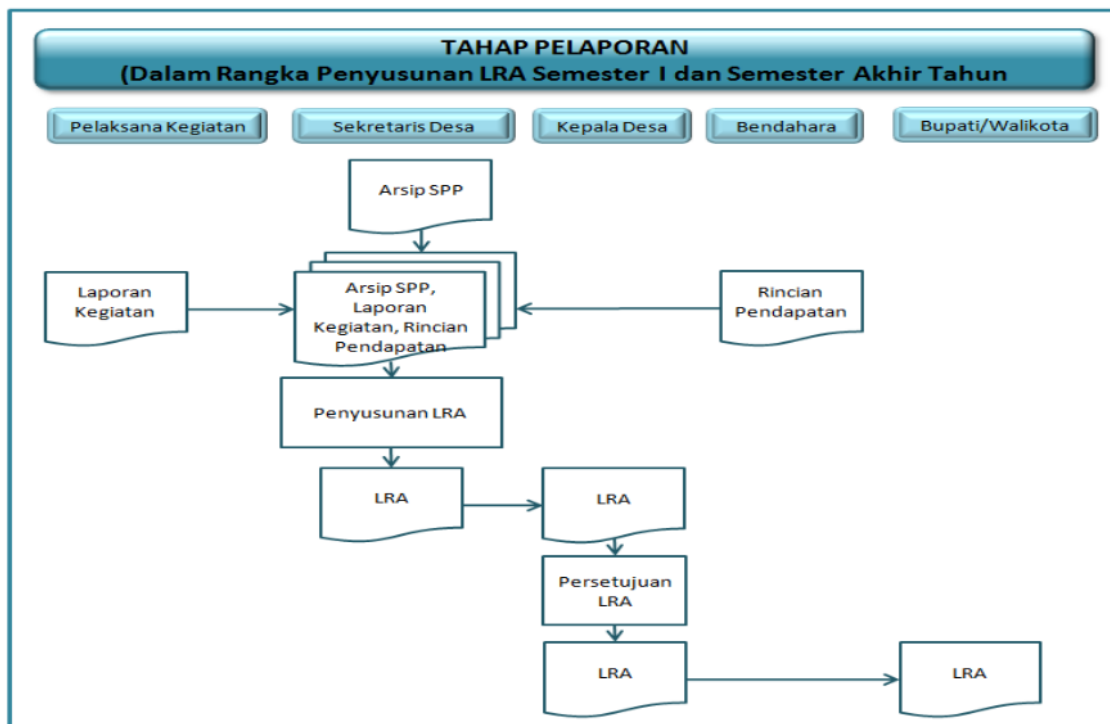 TAHAP PELAPORAN
(Dalam Rangka Penyusunan LRA Semester I dan Semester Akhir Tahun
Pelaksana Kegiatan
Sekretaris Desa
Kepala Desa
Bendahara
Bupati/Walikota
Arsip SPP
Laporan
Kegiatan
Arsip SPP,
Laporan
Kegiatan, Rincian
Pendapatan
Rincian
Pendapatan
Penyusunan LRA
LRA
LRA
Persetujuan
LRA
LRA
LRA